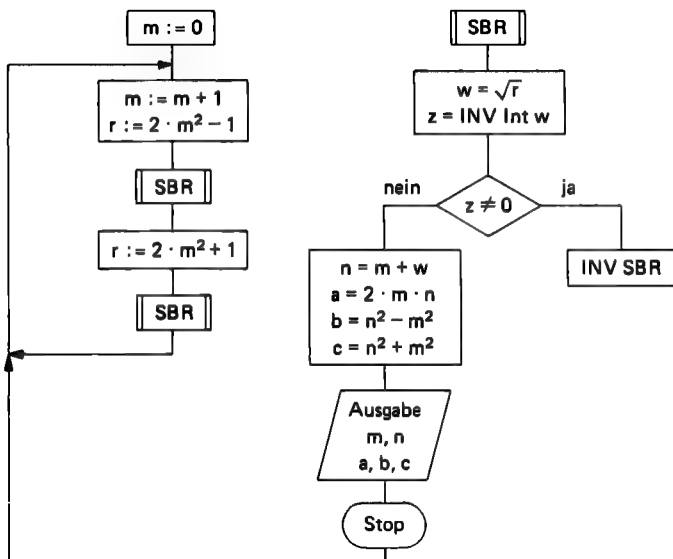 m := 0
m := m + 1
r := 2 · m² − 1
SBR
r := 2 · m² + 1
SBR
SBR
w = √r
z = INV Int w
nein
z ≠ 0
ja
n = m + w
a = 2 · m · n
b = n² − m²
c = n² + m²
INV SBR
Ausgabe
m, n
a, b, c
Stop